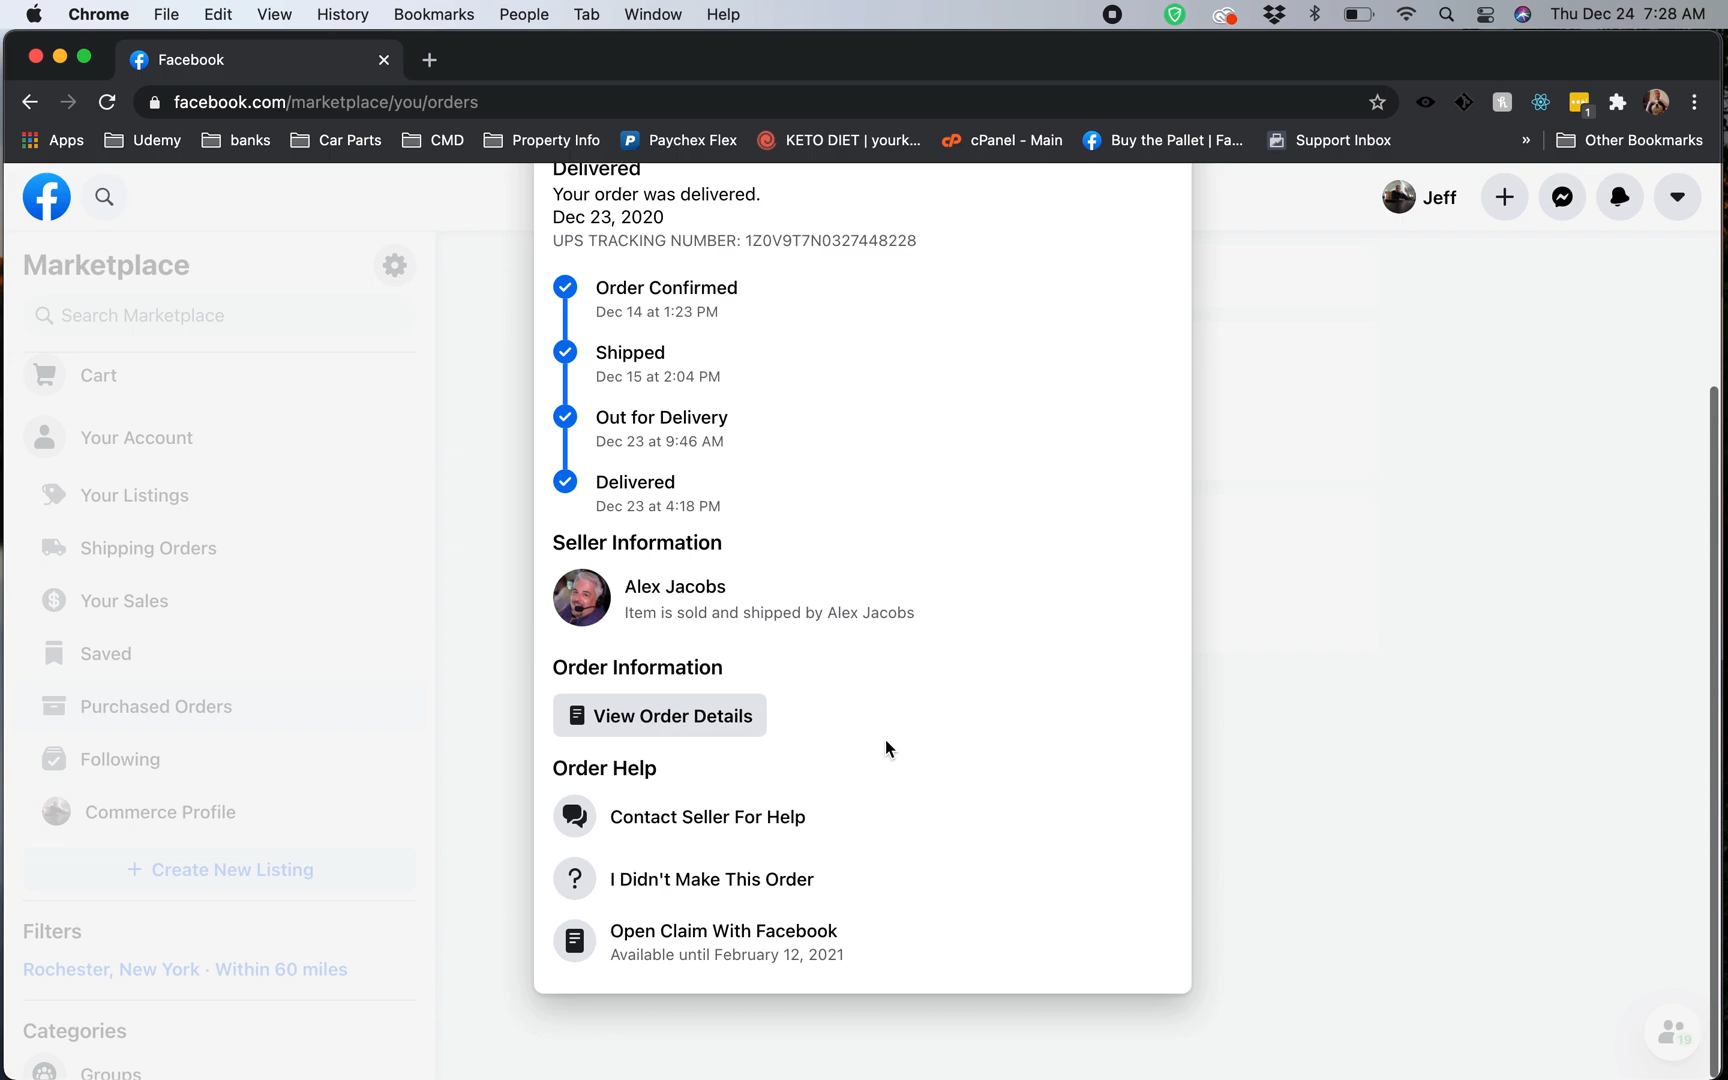 Chrome File Edit View History Bookmarks People Tab Window Help Thu Dec 24 7:28 AM
Facebook
facebook.com/marketplace/you/orders
1
Apps Udemy banks Car Parts CMD Property Info Paychex Flex KETO DIET | yourk... cPanel - Main Buy the Pallet | Fa... Support Inbox » Other Bookmarks
Jeff
Marketplace
Search Marketplace
Cart
Your Account
Your Listings
Shipping Orders
Your Sales
Saved
Purchased Orders
Following
Commerce Profile
+ Create New Listing
Filters
Rochester, New York · Within 60 miles
Categories
Groups
Delivered
Your order was delivered.
Dec 23, 2020
UPS TRACKING NUMBER: 1Z0V9T7N0327448228
Order Confirmed
Dec 14 at 1:23 PM
Shipped
Dec 15 at 2:04 PM
Out for Delivery
Dec 23 at 9:46 AM
Delivered
Dec 23 at 4:18 PM
Seller Information
Alex Jacobs
Item is sold and shipped by Alex Jacobs
Order Information
View Order Details
Order Help
Contact Seller For Help
? I Didn't Make This Order
Open Claim With Facebook
Available until February 12, 2021
19